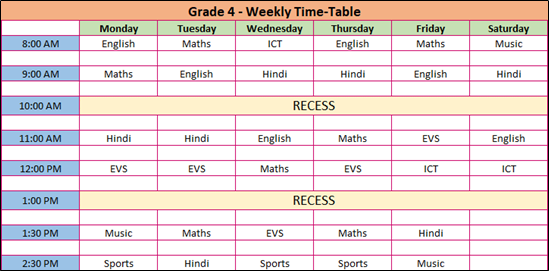 Grade 4 - Weekly Time-Table
Monday Tuesday Wednesday Thursday Friday Saturday
8:00 AM English Maths ICT English Maths Music
9:00 AM Maths English Hindi Hindi English Hindi
10:00 AM RECESS
11:00 AM Hindi Hindi English Maths EVS English
12:00 PM EVS EVS Maths EVS ICT ICT
1:00 PM RECESS
1:30 PM Music Maths EVS Maths Hindi
2:30 PM Sports Hindi Sports Sports Music